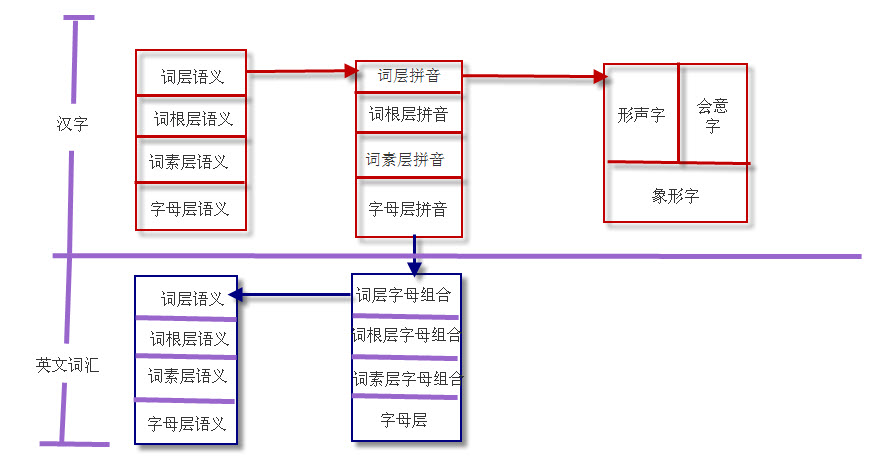 汉字
词层语义
词根层语义
词素层语义
字母层语义
词层拼音
词根层拼音
词素层拼音
字母层拼音
形声字
会意
字
象形字
英文词汇
词层语义
词根层语义
词素层语义
字母层语义
词层字母组合
词根层字母组合
词素层字母组合
字母层